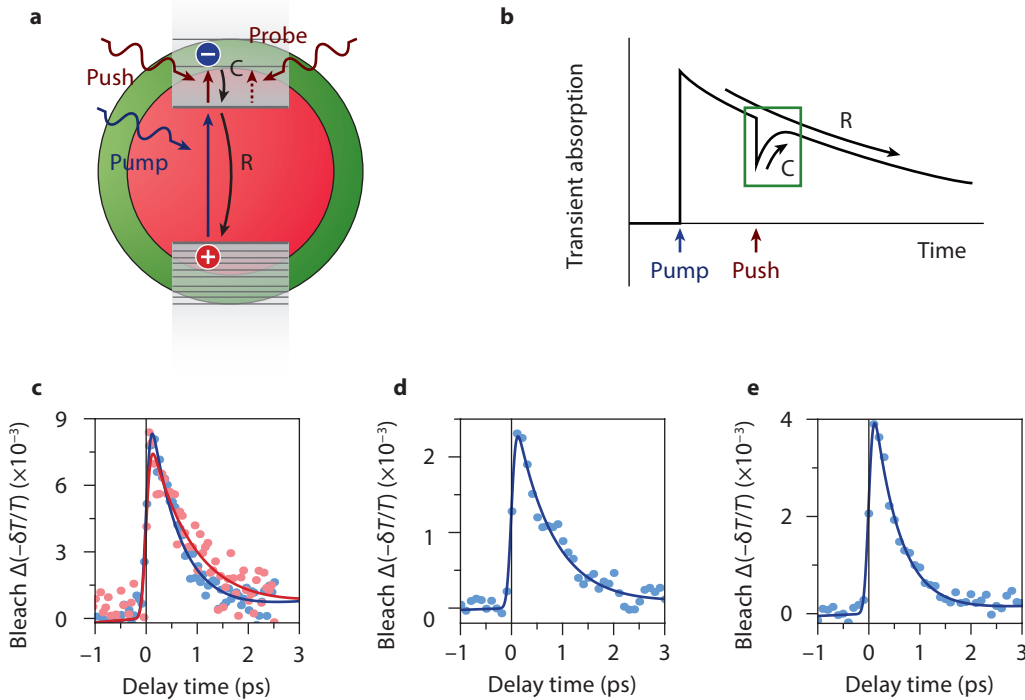 a
Push
Probe
−
C
Pump
R
+
b
Transient absorption
R
C
Time
Pump
Push
c
Bleach Δ(−δT/T) (×10⁻³)
9
6
3
0
−1
0
1
2
3
Delay time (ps)
d
Bleach Δ(−δT/T) (×10⁻³)
2
1
0
−1
0
1
2
3
Delay time (ps)
e
Bleach Δ(−δT/T) (×10⁻³)
4
2
0
−1
0
1
2
3
Delay time (ps)